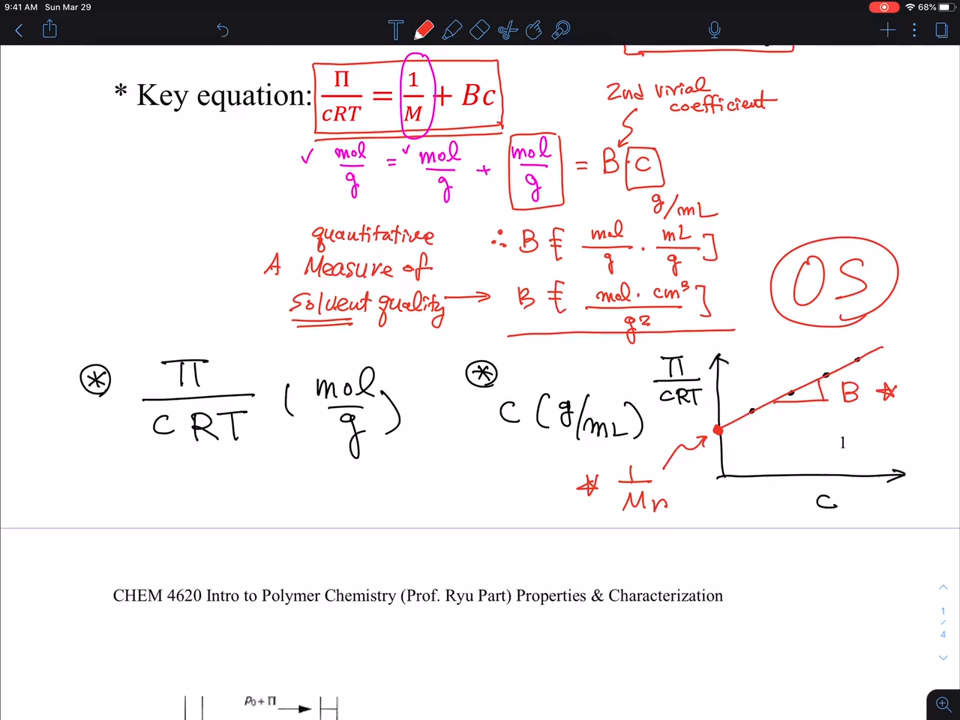 9:41 AM Sun Mar 29
68%
* Key equation: Π/cRT = 1/M + Bc
2nd virial coefficient
✓ mol/g = ✓ mol/g + mol/g = B · c
g/mL
quantitative
A Measure of
Solvent quality →
∴ B [ mol/g · mL/g ]
B [ mol · cm³/g2 ]
OS
* π/cRT (mol/g)
* c (g/mL)
π/cRT
B ☆
1
☆ 1/Mn
C
CHEM 4620 Intro to Polymer Chemistry (Prof. Ryu Part) Properties & Characterization
1
/
4
P₀ + Π